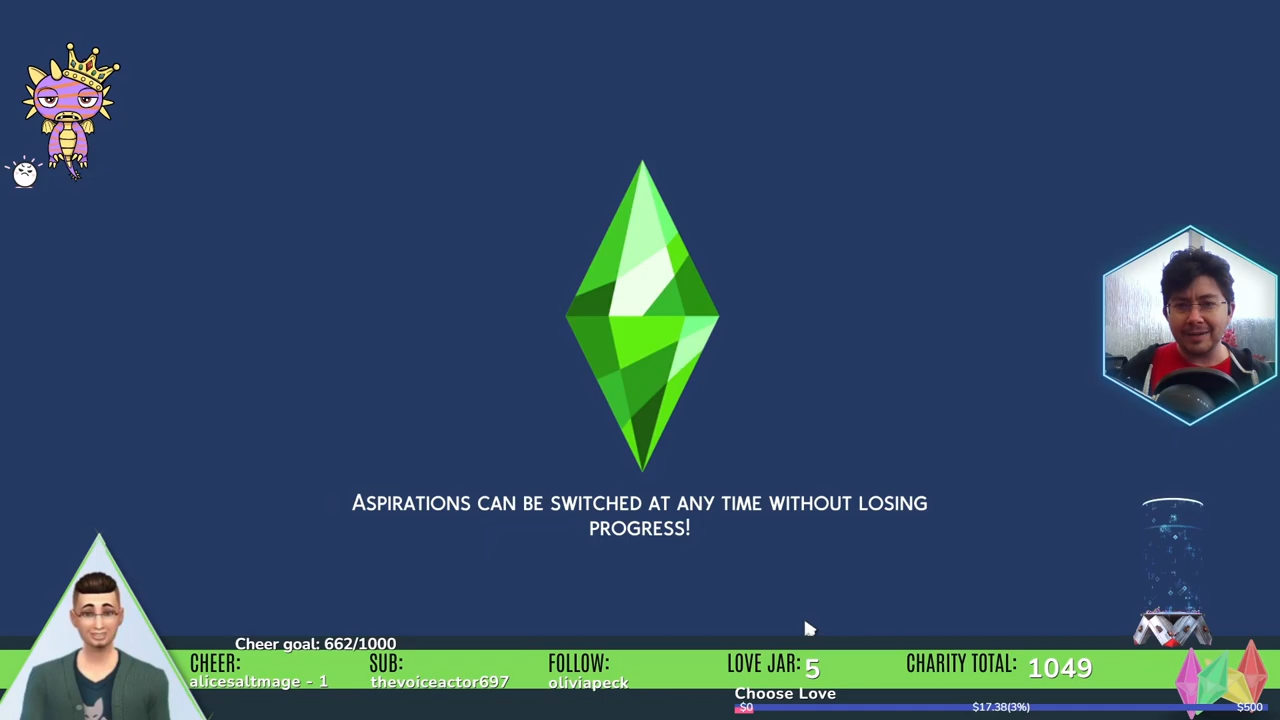 ASPIRATIONS CAN BE SWITCHED AT ANY TIME WITHOUT LOSING
PROGRESS!
Cheer goal: 662/1000
CHEER:
alicesaltmage - 1
SUB:
thevoiceactor697
FOLLOW:
oliviapeck
LOVE JAR: 5
CHARITY TOTAL: 1049
Choose Love
$0 $17.38(3%) $500